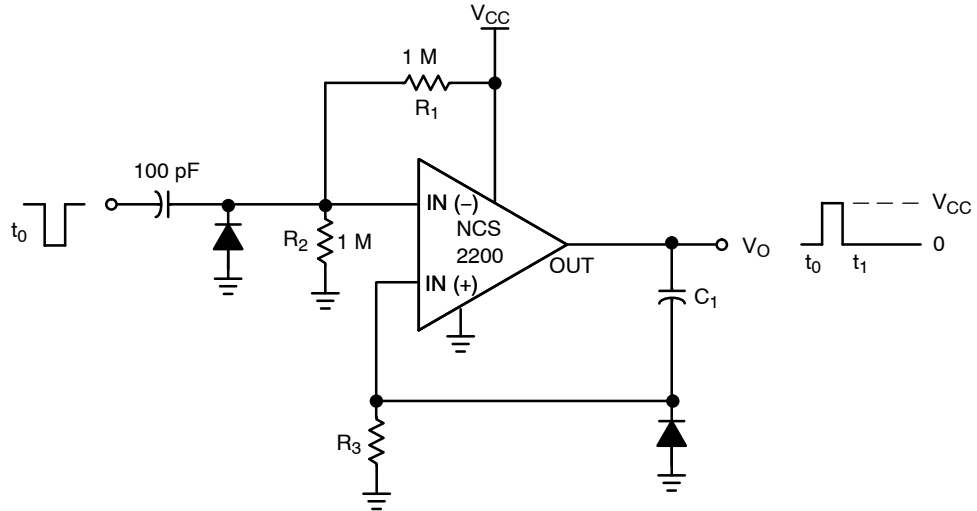 V_CC
1 M
R_1
100 pF
t_0
IN (−)
NCS
2200
R_2
1 M
IN (+)
OUT
V_O
V_CC
0
t_0
t_1
C_1
R_3